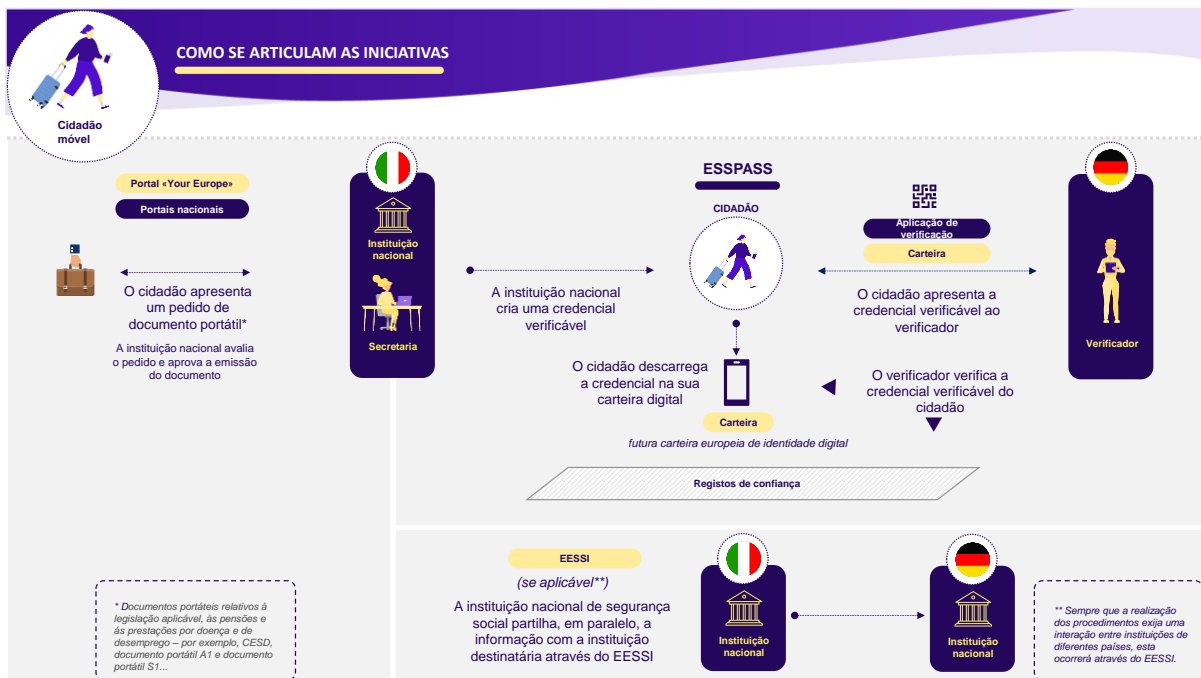 COMO SE ARTICULAM AS INICIATIVAS
Cidadão
móvel
Portal «Your Europe»
Portais nacionais
O cidadão apresenta
um pedido de
documento portátil*
A instituição nacional avalia
o pedido e aprova a emissão
do documento
Instituição
nacional
Secretaria
A instituição nacional
cria uma credencial
verificável
ESSPASS
CIDADÃO
O cidadão descarrega
a credencial na sua
carteira digital
Carteira
futura carteira europeia de identidade digital
Aplicação de
verificação
Carteira
O cidadão apresenta a
credencial verificável ao
verificador
O verificador verifica a
credencial verificável do
cidadão
Verificador
Registos de confiança
* Documentos portáteis relativos à
legislação aplicável, às pensões e
às prestações por doença e de
desemprego – por exemplo, CESD,
documento portátil A1 e documento
portátil S1...
EESSI
(se aplicável**)
A instituição nacional de segurança
social partilha, em paralelo, a
informação com a instituição
destinatária através do EESSI
Instituição
nacional
Instituição
nacional
** Sempre que a realização
dos procedimentos exija uma
interação entre instituições de
diferentes países, esta
ocorrerá através do EESSI.